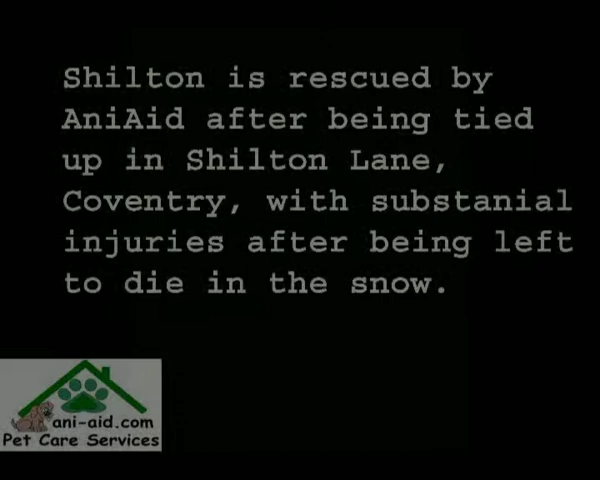 Shilton is rescued by
AniAid after being tied
up in Shilton Lane,
Coventry, with substanial
injuries after being left
to die in the snow.
ani-aid.com
Pet Care Services